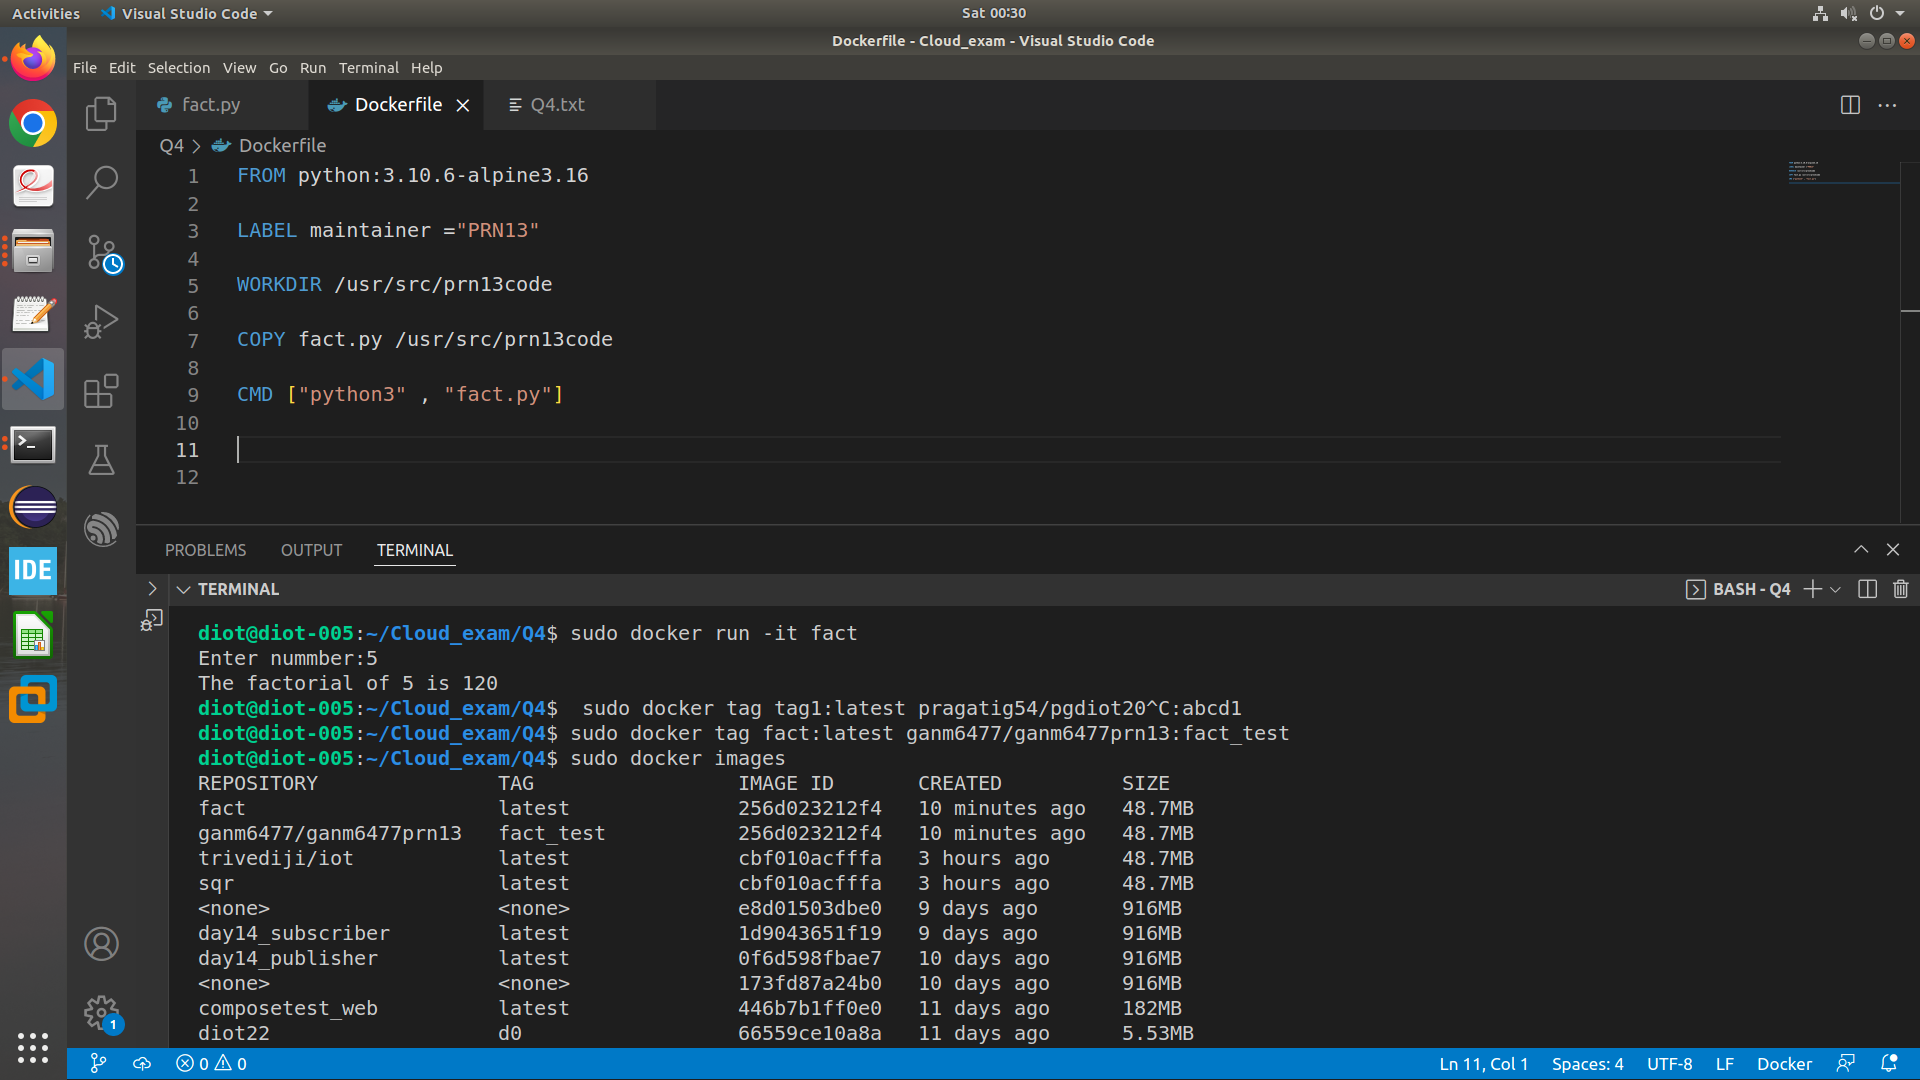 Activities Visual Studio Code Sat 00:30
Dockerfile - Cloud_exam - Visual Studio Code
File Edit Selection View Go Run Terminal Help
fact.py Dockerfile Q4.txt
Q4 > Dockerfile
1 FROM python:3.10.6-alpine3.16
2
3 LABEL maintainer ="PRN13"
4
5 WORKDIR /usr/src/prn13code
6
7 COPY fact.py /usr/src/prn13code
8
9 CMD ["python3" , "fact.py"]
10
11
12
PROBLEMS OUTPUT TERMINAL
TERMINAL BASH - Q4
diot@diot-005:~/Cloud_exam/Q4$ sudo docker run -it fact
Enter nummber:5
The factorial of 5 is 120
diot@diot-005:~/Cloud_exam/Q4$  sudo docker tag tag1:latest pragatig54/pgdiot20^C:abcd1
diot@diot-005:~/Cloud_exam/Q4$ sudo docker tag fact:latest ganm6477/ganm6477prn13:fact_test
diot@diot-005:~/Cloud_exam/Q4$ sudo docker images
REPOSITORY TAG IMAGE ID CREATED SIZE
fact latest 256d023212f4 10 minutes ago 48.7MB
ganm6477/ganm6477prn13 fact_test 256d023212f4 10 minutes ago 48.7MB
trivediji/iot latest cbf010acfffa 3 hours ago 48.7MB
sqr latest cbf010acfffa 3 hours ago 48.7MB
<none> <none> e8d01503dbe0 9 days ago 916MB
day14_subscriber latest 1d9043651f19 9 days ago 916MB
day14_publisher latest 0f6d598fbae7 10 days ago 916MB
<none> <none> 173fd87a24b0 10 days ago 916MB
composetest_web latest 446b7b1ff0e0 11 days ago 182MB
diot22 d0 66559ce10a8a 11 days ago 5.53MB
IDE
1
0 0 Ln 11, Col 1 Spaces: 4 UTF-8 LF Docker